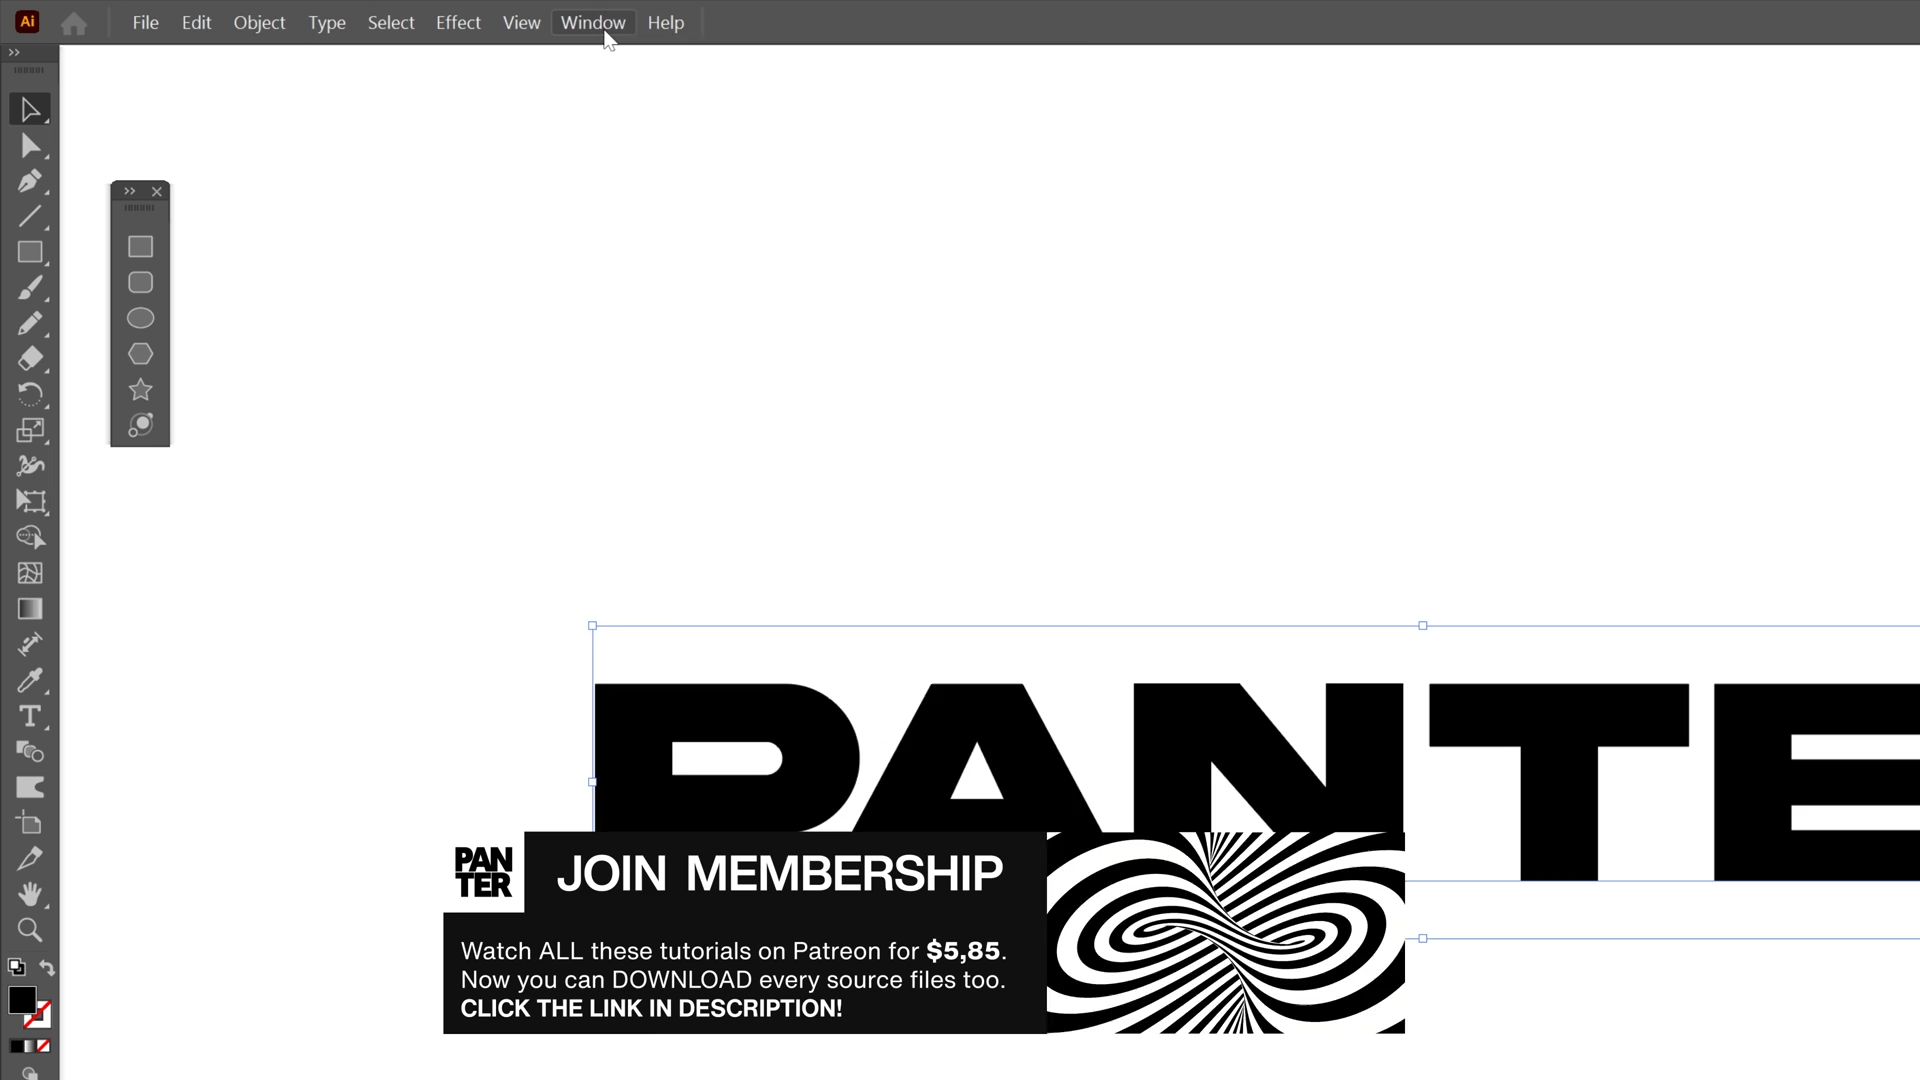 Ai File Edit Object Type Select Effect View Window Help
T
PANTE
PAN
TER
JOIN MEMBERSHIP
Watch ALL these tutorials on Patreon for $5,85.
Now you can DOWNLOAD every source files too.
CLICK THE LINK IN DESCRIPTION!